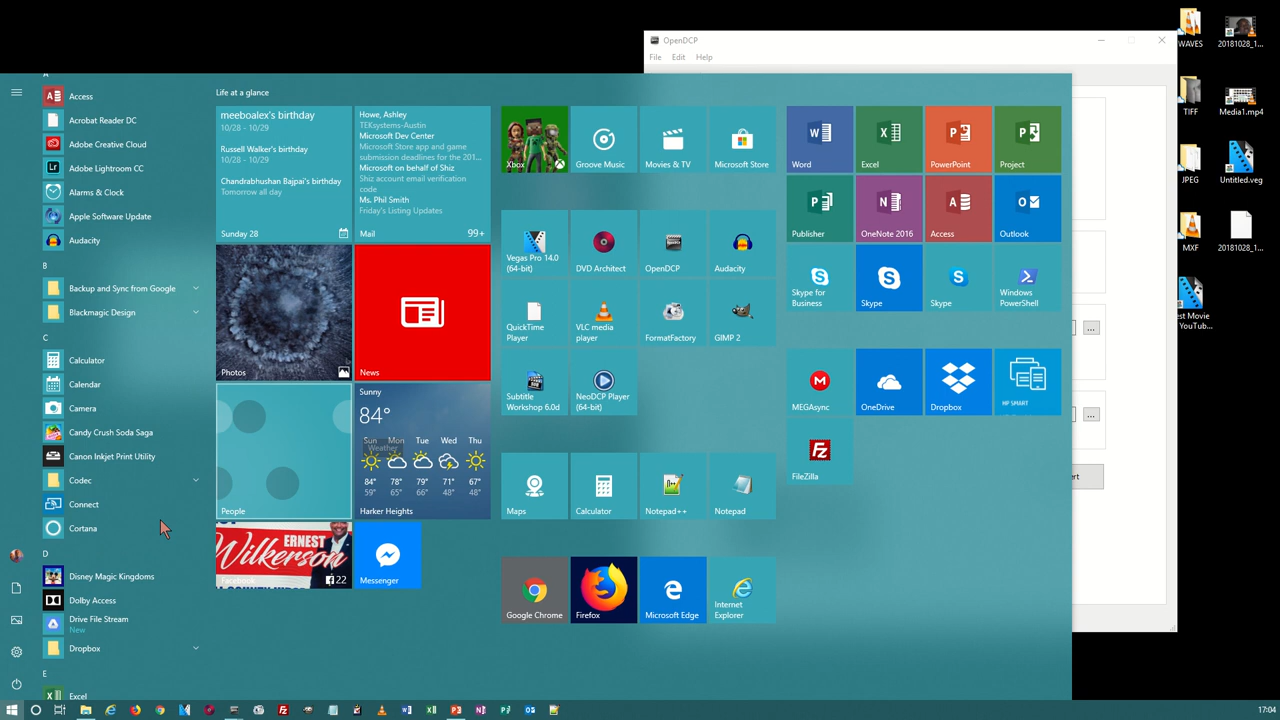 OpenDCP
File Edit Help
WAVES
20181028_1...
TIFF
Media1.mp4
JPEG
Untitled.veg
MXF
20181028_1...
est Movie
YouTub...
...
...
A
Access
Acrobat Reader DC
Adobe Creative Cloud
Adobe Lightroom CC
Alarms & Clock
Apple Software Update
Audacity
B
Backup and Sync from Google
Blackmagic Design
C
Calculator
Calendar
Camera
Candy Crush Soda Saga
Canon Inkjet Print Utility
Codec
Connect
Cortana
D
Disney Magic Kingdoms
Dolby Access
Drive File Stream
New
Dropbox
E
Excel
Life at a glance
meeboalex's birthday
10/28 - 10/29
Russell Walker's birthday
10/28 - 10/29
Chandrabhushan Bajpai's birthday
Tomorrow all day
Sunday 28
Howe, Ashley
TEKsystems-Austin
Microsoft Dev Center
Microsoft Store app and game
submission deadlines for the 201...
Microsoft on behalf of Shiz
Shiz account email verification
code
Ms. Phil Smith
Friday's Listing Updates
Mail 99+
Photos
News
People
Sunny
84°
Sun Mon Tue Wed Thu
Weather
84° 78° 79° 71° 67°
59° 65° 66° 48° 48°
Harker Heights
ERNEST
Wilkerson
Facebook 22
Messenger
Xbox
Groove Music
Movies & TV
Microsoft Store
Vegas Pro 14.0
(64-bit)
DVD Architect
OpenDCP
Audacity
QuickTime
Player
VLC media
player
FormatFactory
GIMP 2
Subtitle
Workshop 6.0d
NeoDCP Player
(64-bit)
Maps
Calculator
Notepad++
Notepad
Google Chrome
Firefox
Microsoft Edge
Internet
Explorer
Word
Excel
PowerPoint
Project
Publisher
OneNote 2016
Access
Outlook
Skype for
Business
Skype
Skype
Windows
PowerShell
MEGAsync
OneDrive
Dropbox
HP SMART
FileZilla
ert
17:04